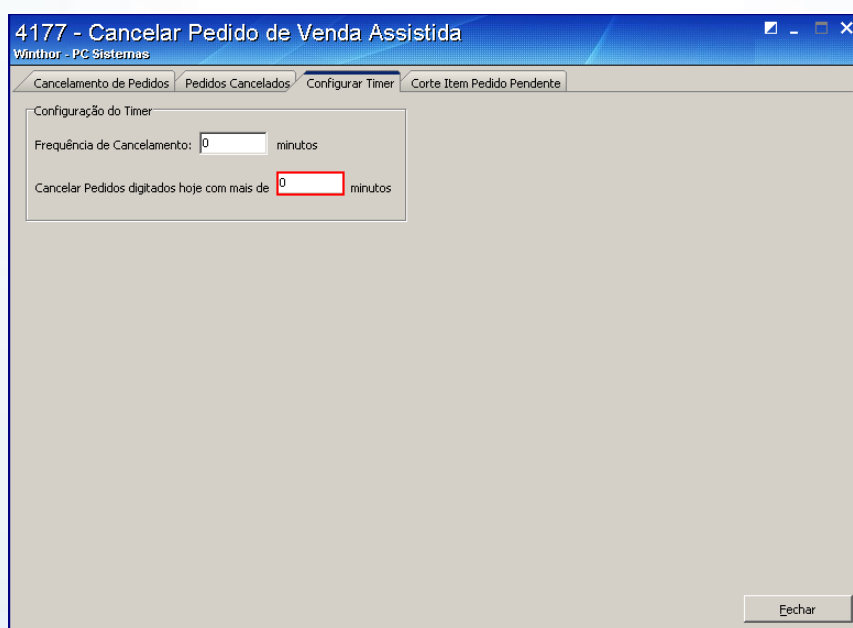 4177 - Cancelar Pedido de Venda Assistida
Winthor - PC Sistemas
Cancelamento de Pedidos Pedidos Cancelados Configurar Timer Corte Item Pedido Pendente
Configuração do Timer
Frequência de Cancelamento: 0 minutos
Cancelar Pedidos digitados hoje com mais de 0 minutos
Fechar